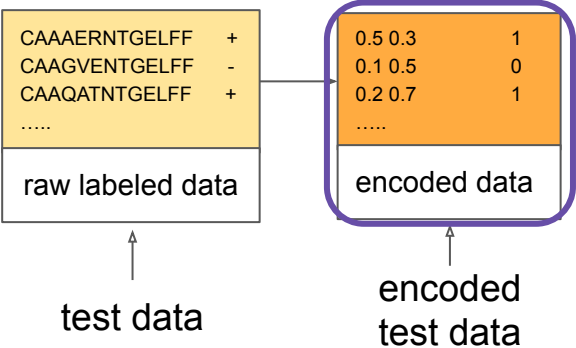 CAAAERNTGELFF +
CAAGVENTGELFF -
CAAQATNTGELFF +
.....
raw labeled data
0.5 0.3 1
0.1 0.5 0
0.2 0.7 1
.....
encoded data
test data
encoded
test data